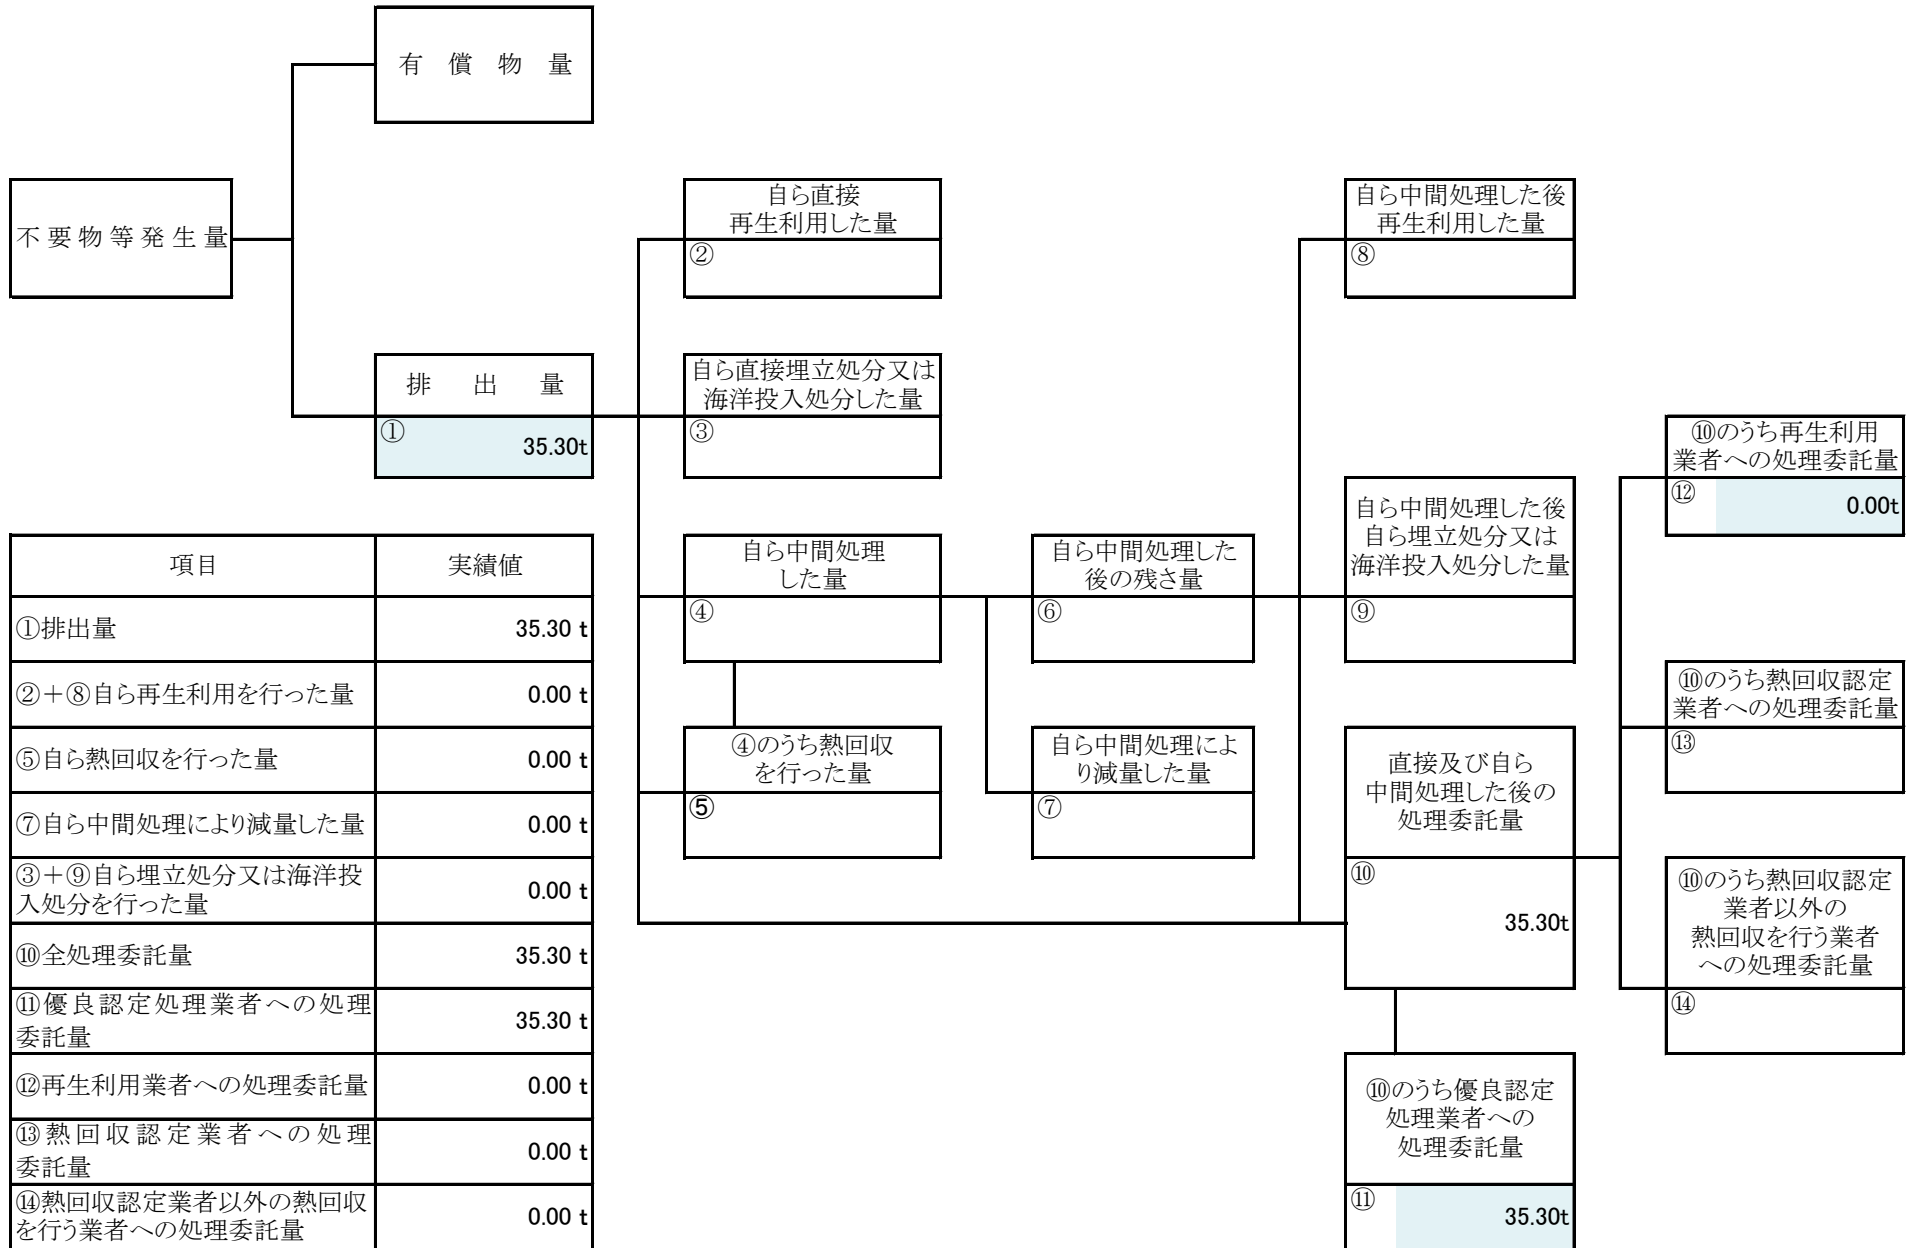 有償物量
不要物等発生量
自ら直接
再生利用した量
②
自ら中間処理した後
再生利用した量
⑧
排出量
①
35.30t
自ら直接埋立処分又は
海洋投入処分した量
③
⑩のうち再生利用
業者への処理委託量
⑫
0.00t
自ら中間処理した後
自ら埋立処分又は
海洋投入処分した量
⑨
自ら中間処理
した量
④
自ら中間処理した
後の残さ量
⑥
⑩のうち熱回収認定
業者への処理委託量
⑬
④のうち熱回収
を行った量
⑤
自ら中間処理によ
り減量した量
⑦
直接及び自ら
中間処理した後の
処理委託量
⑩
35.30t
⑩のうち熱回収認定
業者以外の
熱回収を行う業者
への処理委託量
⑭
⑩のうち優良認定
処理業者への
処理委託量
⑪
35.30t
項目 実績値
①排出量 35.30 t
②＋⑧自ら再生利用を行った量 0.00 t
⑤自ら熱回収を行った量 0.00 t
⑦自ら中間処理により減量した量 0.00 t
③＋⑨自ら埋立処分又は海洋投
入処分を行った量 0.00 t
⑩全処理委託量 35.30 t
⑪優良認定処理業者への処理
委託量 35.30 t
⑫再生利用業者への処理委託量 0.00 t
⑬熱回収認定業者への処理
委託量 0.00 t
⑭熱回収認定業者以外の熱回収
を行う業者への処理委託量 0.00 t